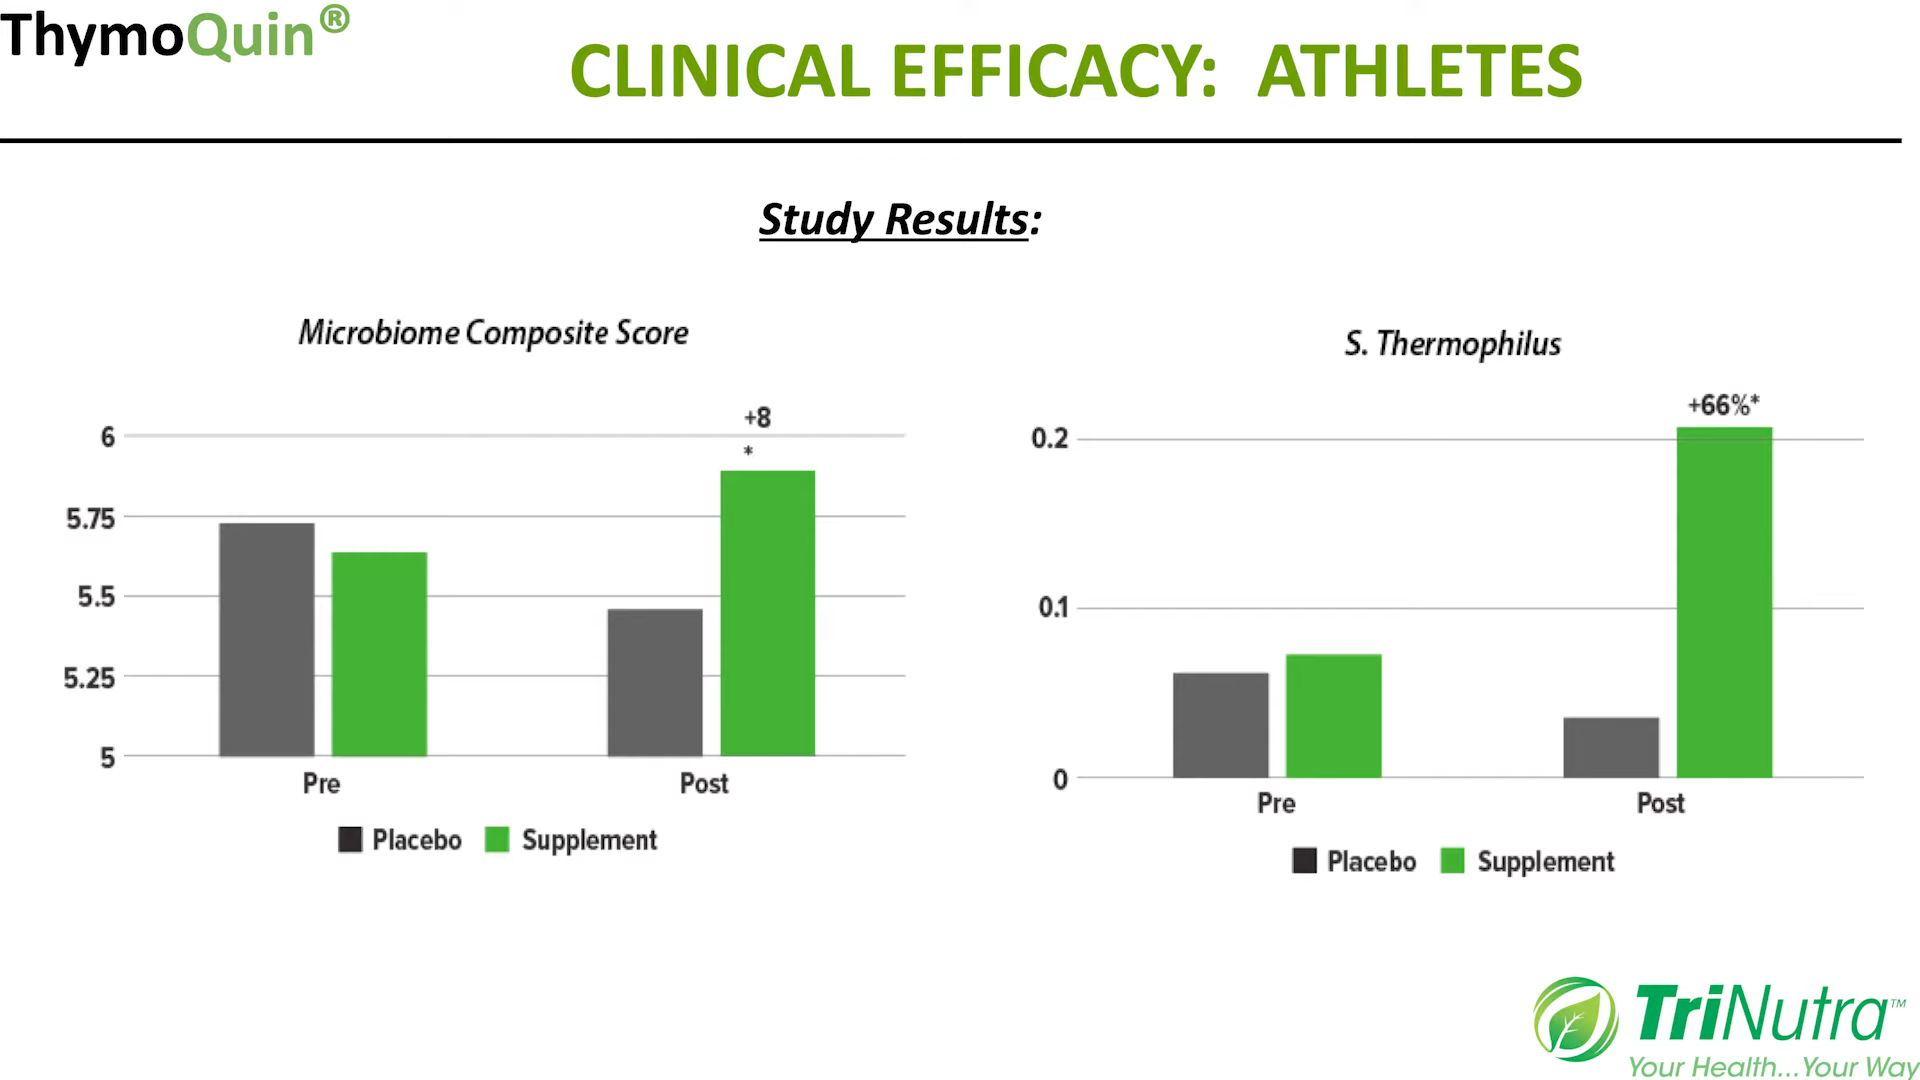 ThymoQuin®
CLINICAL EFFICACY: ATHLETES
Study Results:
Microbiome Composite Score
+8
*
6
5.75
5.5
5.25
5
Pre Post
Placebo Supplement
S. Thermophilus
+66%*
0.2
0.1
0
Pre Post
Placebo Supplement
TriNutra™
Your Health...Your Way